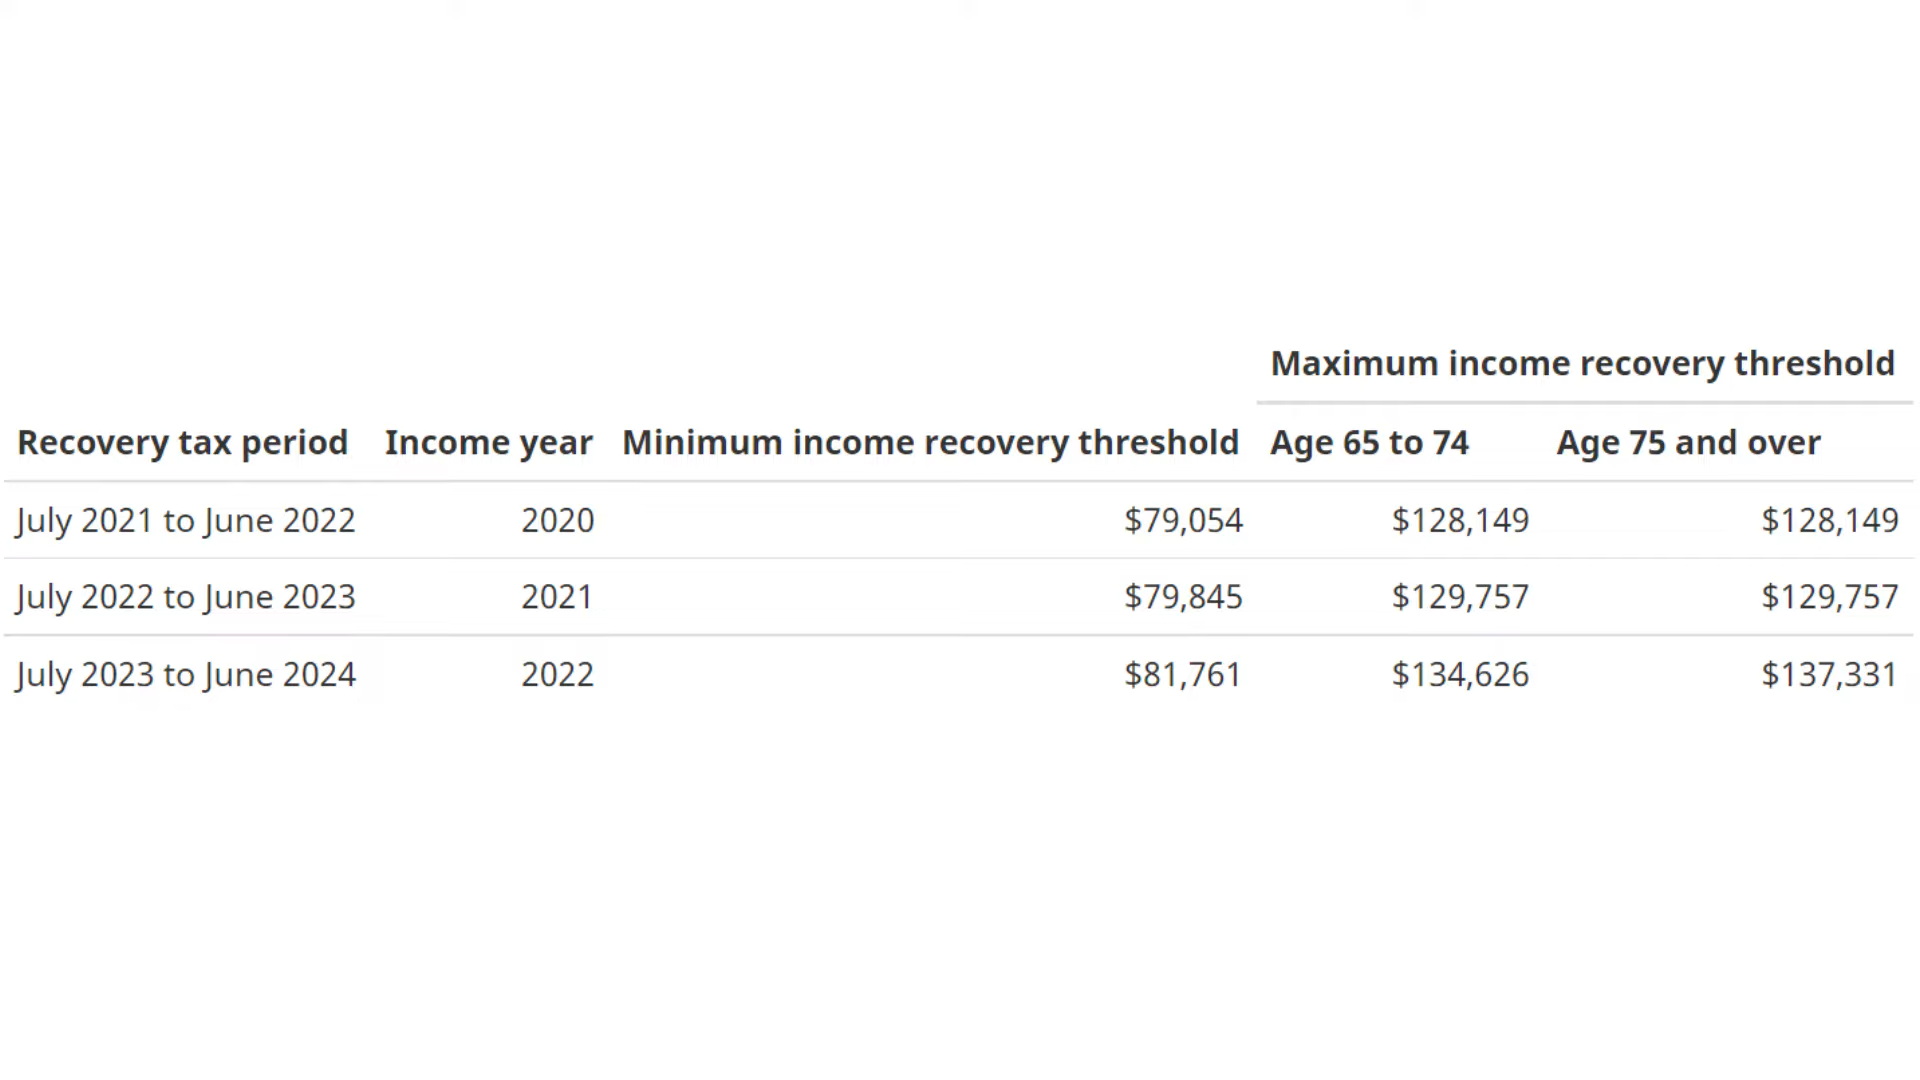 Maximum income recovery threshold
Recovery tax period Income year Minimum income recovery threshold Age 65 to 74 Age 75 and over
July 2021 to June 2022 2020 $79,054 $128,149 $128,149
July 2022 to June 2023 2021 $79,845 $129,757 $129,757
July 2023 to June 2024 2022 $81,761 $134,626 $137,331